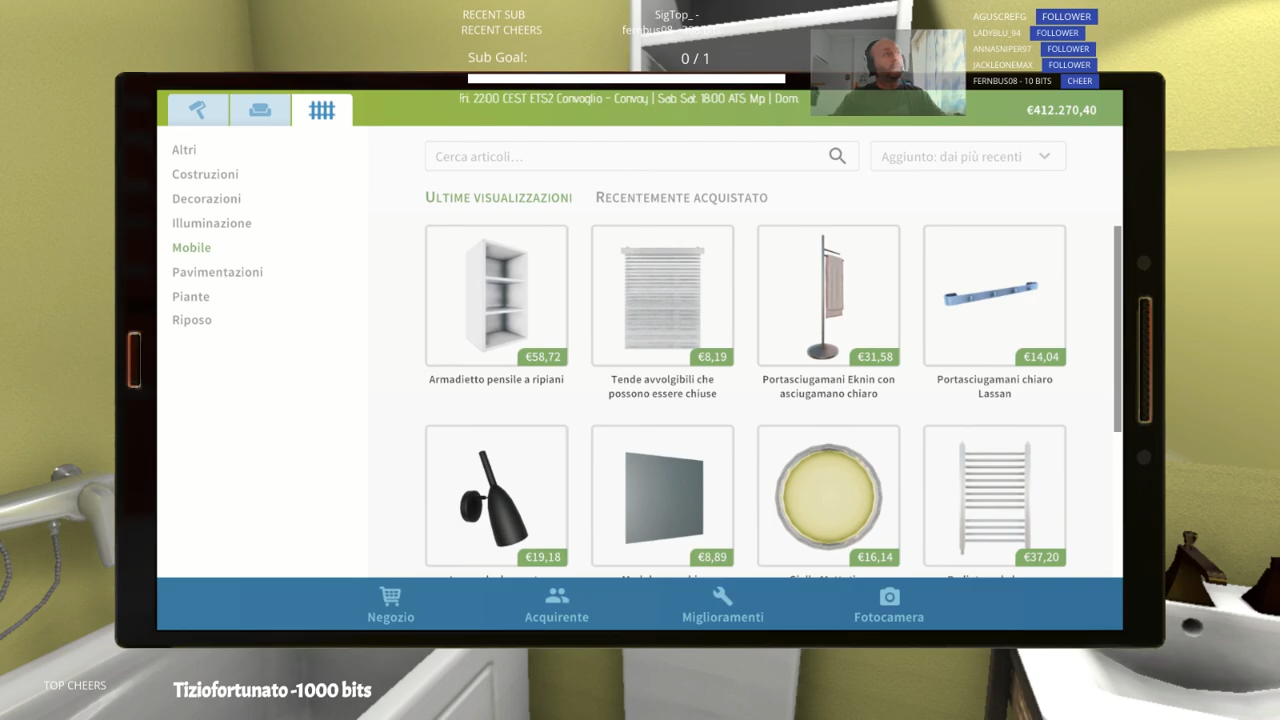 RECENT SUB
SigTop_ -
RECENT CHEERS
Sub Goal:
0 / 1
AGUSCREFG FOLLOWER
LADYBLU_94 FOLLOWER
ANNASNIPER97 FOLLOWER
JACKLEONEMAX FOLLOWER
FERNBUS08 - 10 BITS CHEER
Fri. 22:00 CEST ETS2 Convoglio - Convoy | Sab Sat. 18:00 ATS Mp | Dom.
€412.270,40
Altri
Costruzioni
Decorazioni
Illuminazione
Mobile
Pavimentazioni
Piante
Riposo
Cerca articoli...
Aggiunto: dai più recenti
ULTIME VISUALIZZAZIONI
RECENTEMENTE ACQUISTATO
€58,72
€8,19
€31,58
€14,04
Armadietto pensile a ripiani
Tende avvolgibili che
possono essere chiuse
Portasciugamani Eknin con
asciugamano chiaro
Portasciugamani chiaro
Lassan
€19,18
€8,89
€16,14
€37,20
Negozio
Acquirente
Miglioramenti
Fotocamera
TOP CHEERS
Tiziofortunato -1000 bits